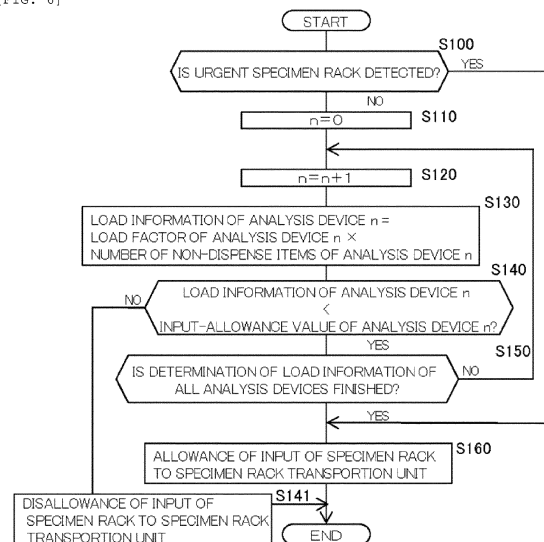 START
S100
IS URGENT SPECIMEN RACK DETECTED?
YES
NO
n=0
S110
n=n+1
S120
S130
LOAD INFORMATION OF ANALYSIS DEVICE n =
LOAD FACTOR OF ANALYSIS DEVICE n ×
NUMBER OF NON-DISPENSE ITEMS OF ANALYSIS DEVICE n
S140
NO
LOAD INFORMATION OF ANALYSIS DEVICE n
<
INPUT-ALLOWANCE VALUE OF ANALYSIS DEVICE n?
YES
S150
IS DETERMINATION OF LOAD INFORMATION OF
ALL ANALYSIS DEVICES FINISHED?
NO
YES
S160
ALLOWANCE OF INPUT OF SPECIMEN RACK
TO SPECIMEN RACK TRANSPORTION UNIT
S141
DISALLOWANCE OF INPUT OF
SPECIMEN RACK TO SPECIMEN RACK
TRANSPORTION UNIT
END